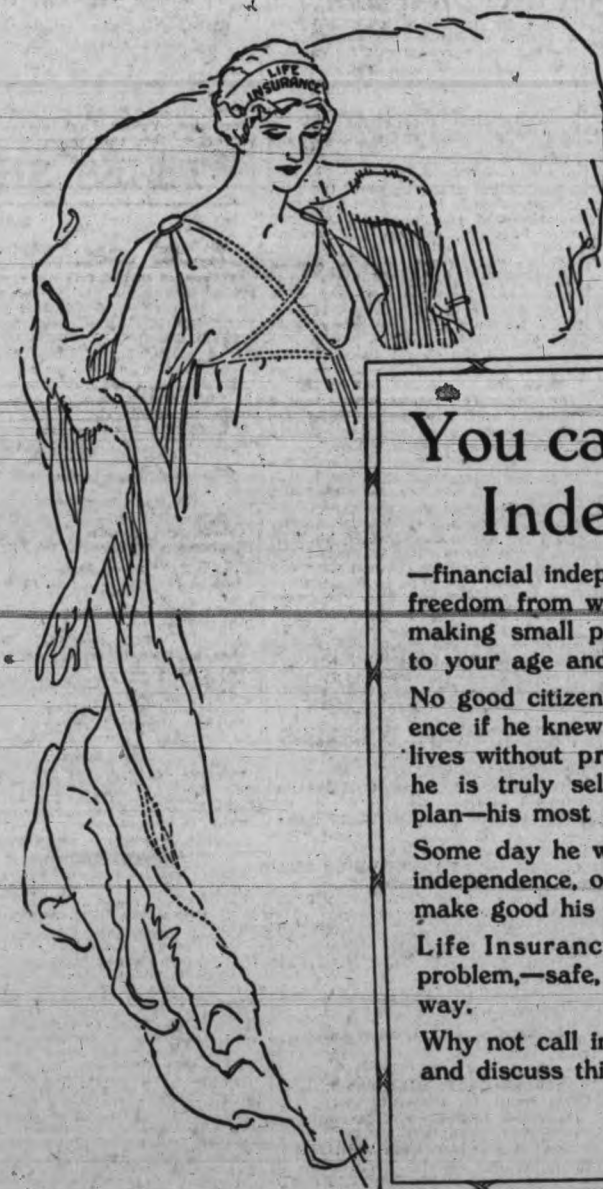 LIFE
INSURANCE
You ca
Inde
—financial indep
freedom from w
making small p
to your age and
No good citizen
ence if he knew
lives without pr
he is truly sel
plan—his most
Some day he w
independence, o
make good his
Life Insuranc
problem,—safe,
way.
Why not call in
and discuss thi